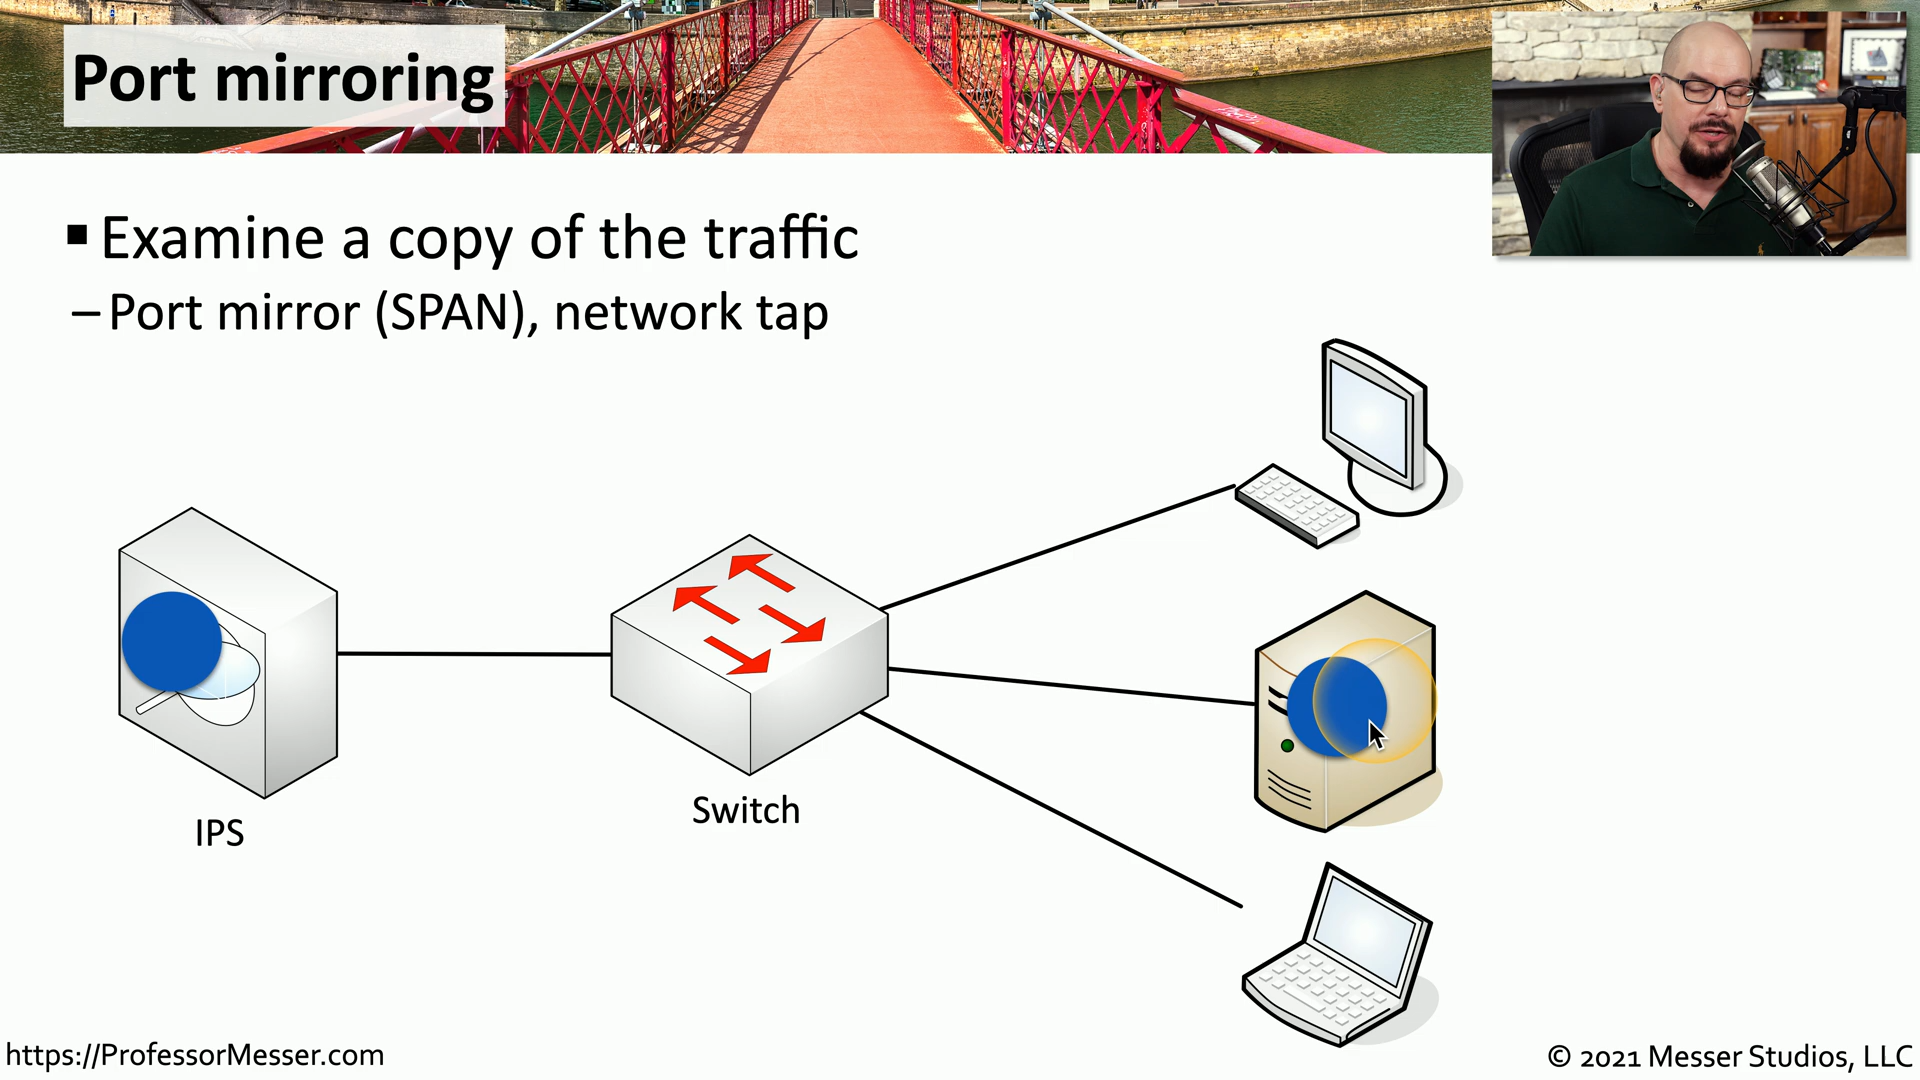 Port mirroring
■ Examine a copy of the traffic
– Port mirror (SPAN), network tap
IPS
Switch
https://ProfessorMesser.com
© 2021 Messer Studios, LLC